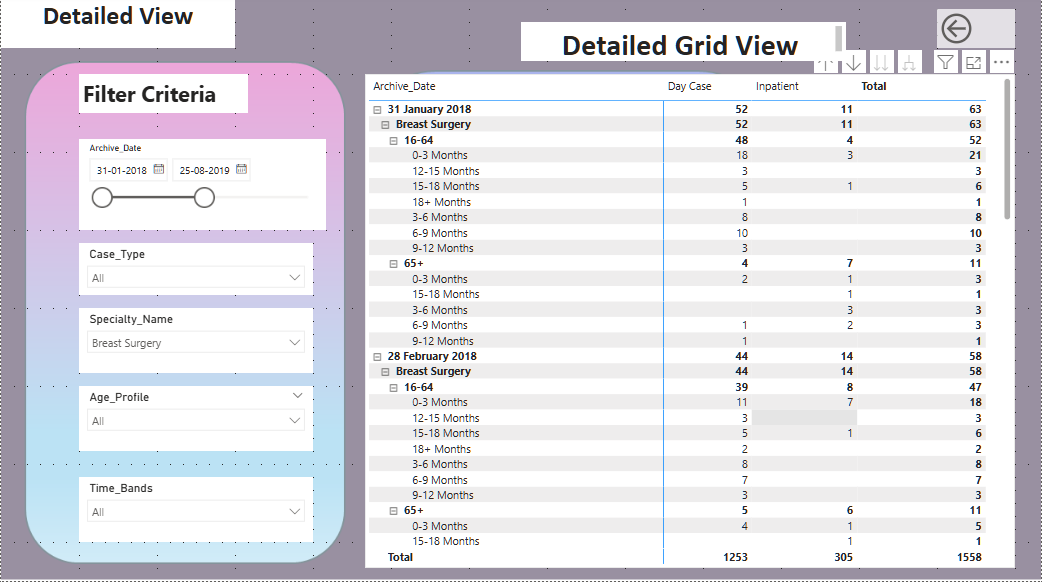 Detailed View
Detailed Grid View
Filter Criteria
Archive_Date
31-01-2018 25-08-2019
Case_Type
All
Specialty_Name
Breast Surgery
Age_Profile
All
Time_Bands
All
Archive_Date Day Case Inpatient Total
31 January 2018 52 11 63
Breast Surgery 52 11 63
16-64 48 4 52
0-3 Months 18 3 21
12-15 Months 3 3
15-18 Months 5 1 6
18+ Months 1 1
3-6 Months 8 8
6-9 Months 10 10
9-12 Months 3 3
65+ 4 7 11
0-3 Months 2 1 3
15-18 Months 1 1
3-6 Months 3 3
6-9 Months 1 2 3
9-12 Months 1 1
28 February 2018 44 14 58
Breast Surgery 44 14 58
16-64 39 8 47
0-3 Months 11 7 18
12-15 Months 3 3
15-18 Months 5 1 6
18+ Months 2 2
3-6 Months 8 8
6-9 Months 7 7
9-12 Months 3 3
65+ 5 6 11
0-3 Months 4 1 5
15-18 Months 1 1
Total 1253 305 1558